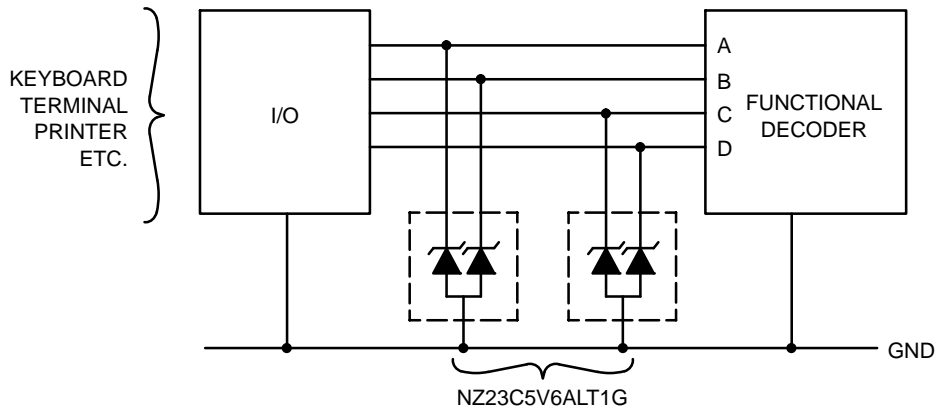 KEYBOARD
TERMINAL
PRINTER
ETC.
I/O
A
B
C
D
FUNCTIONAL
DECODER
GND
NZ23C5V6ALT1G